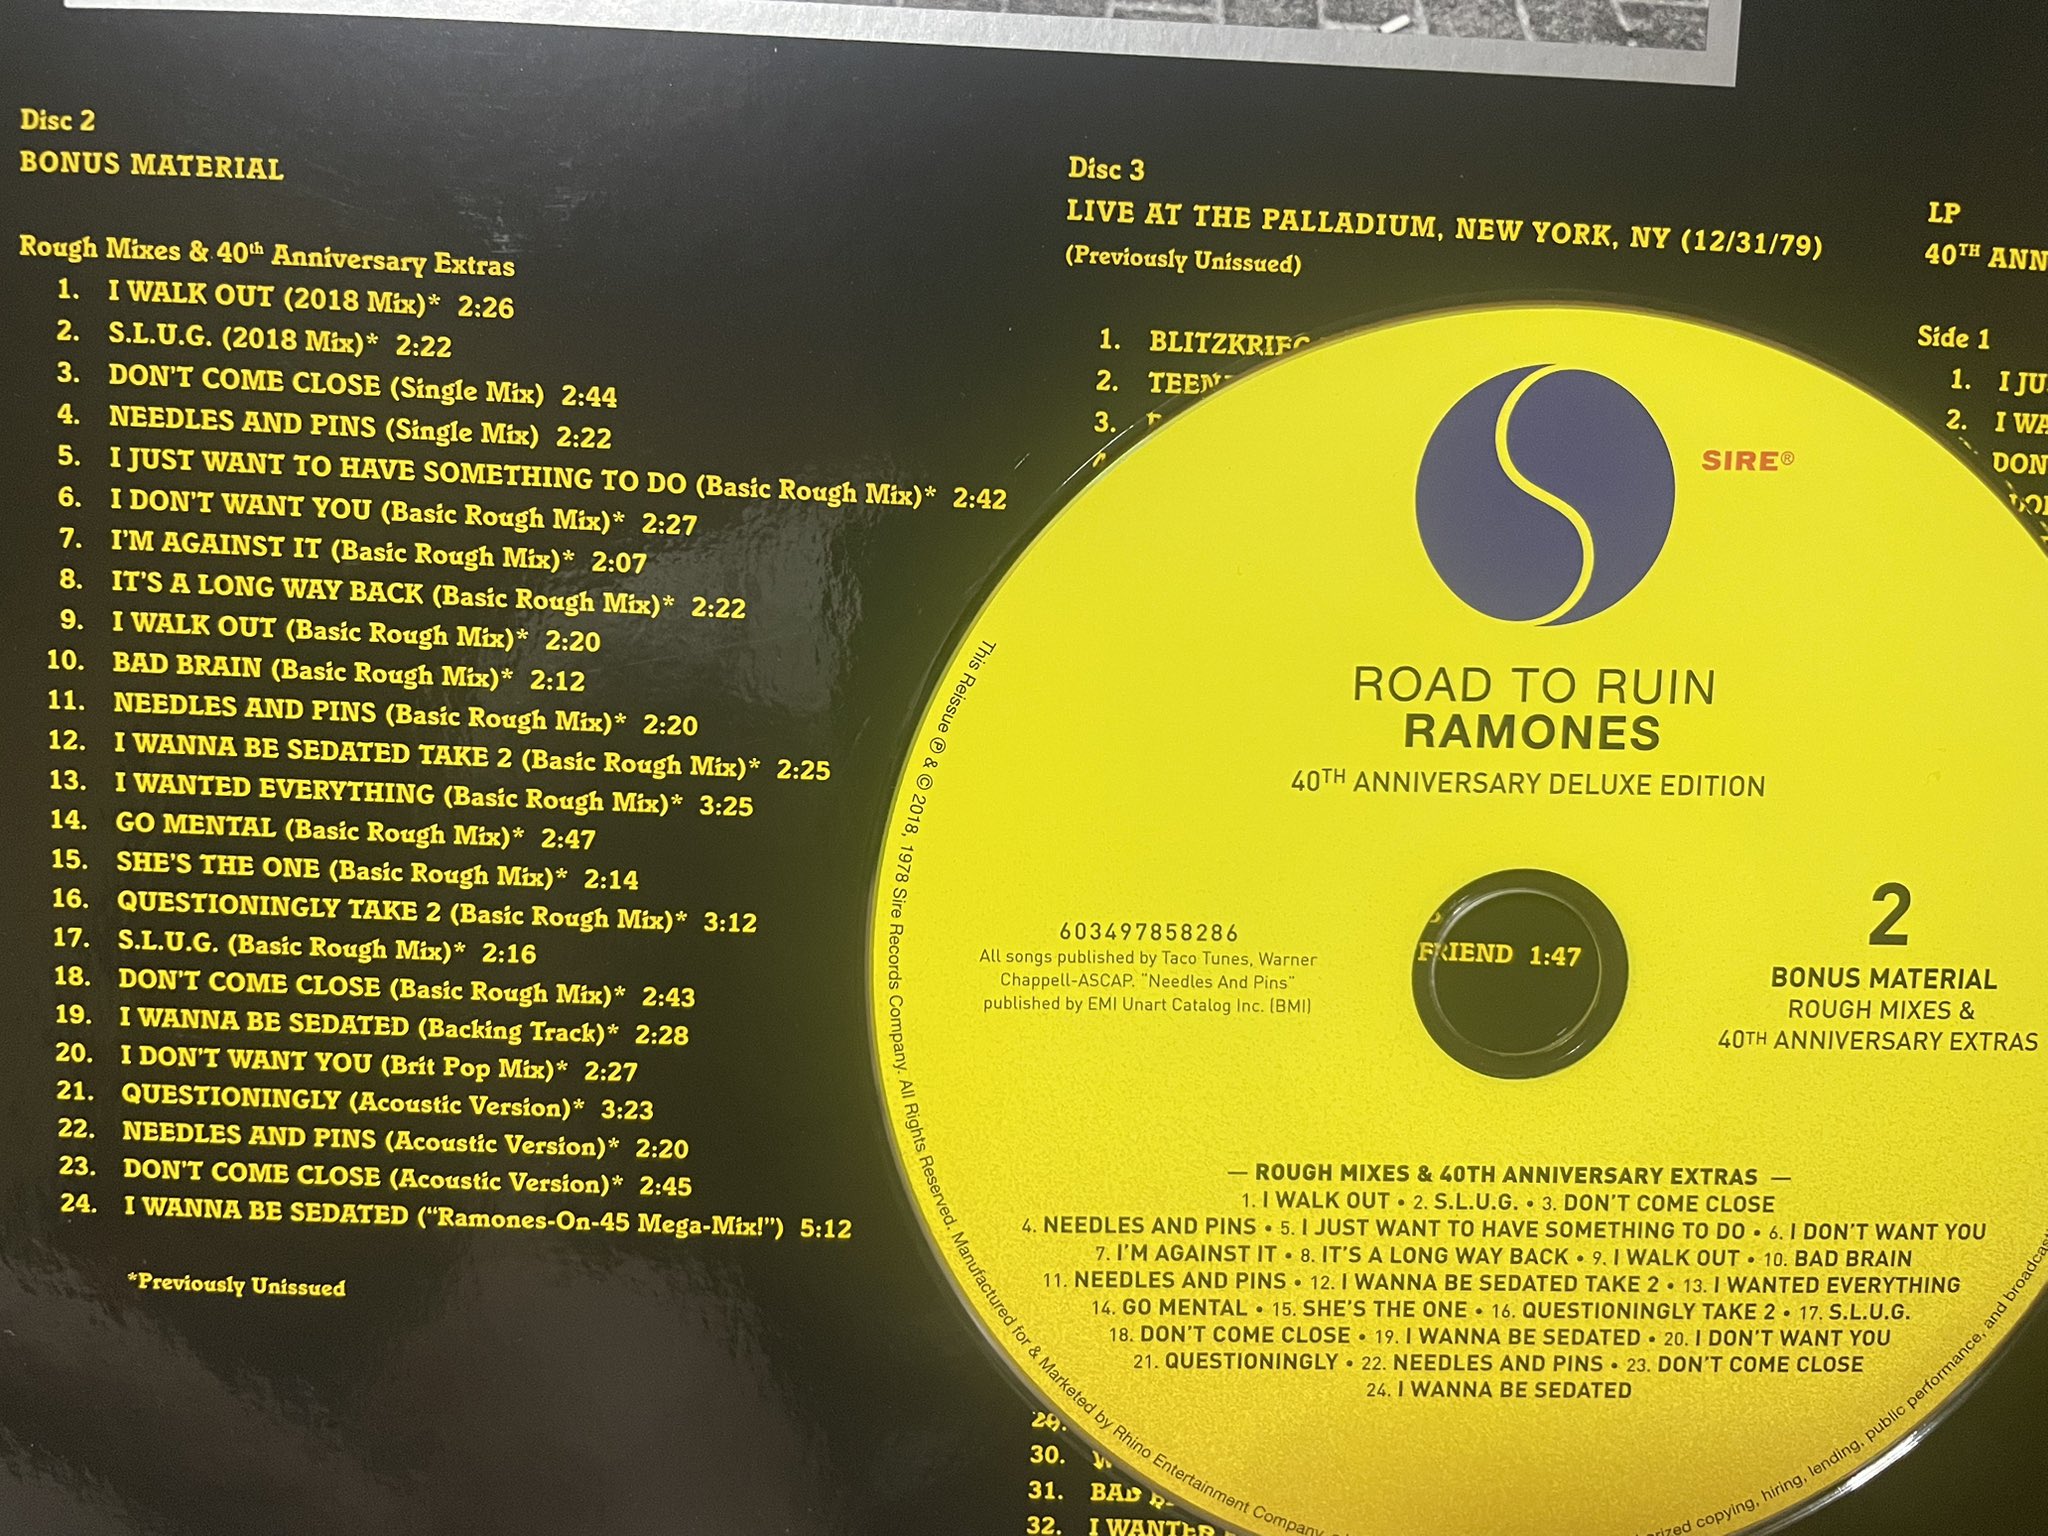 Disc 2
BONUS MATERIAL
Rough Mixes & 40th Anniversary Extras
1. I WALK OUT (2018 Mix)* 2:26
2. S.L.U.G. (2018 Mix)* 2:22
3. DON'T COME CLOSE (Single Mix) 2:44
4. NEEDLES AND PINS (Single Mix) 2:22
5. I JUST WANT TO HAVE SOMETHING TO DO (Basic Rough Mix)* 2:42
6. I DON'T WANT YOU (Basic Rough Mix)* 2:27
7. I'M AGAINST IT (Basic Rough Mix)* 2:07
8. IT'S A LONG WAY BACK (Basic Rough Mix)* 2:22
9. I WALK OUT (Basic Rough Mix)* 2:20
10. BAD BRAIN (Basic Rough Mix)* 2:12
11. NEEDLES AND PINS (Basic Rough Mix)* 2:20
12. I WANNA BE SEDATED TAKE 2 (Basic Rough Mix)* 2:25
13. I WANTED EVERYTHING (Basic Rough Mix)* 3:25
14. GO MENTAL (Basic Rough Mix)* 2:47
15. SHE'S THE ONE (Basic Rough Mix)* 2:14
16. QUESTIONINGLY TAKE 2 (Basic Rough Mix)* 3:12
17. S.L.U.G. (Basic Rough Mix)* 2:16
18. DON'T COME CLOSE (Basic Rough Mix)* 2:43
19. I WANNA BE SEDATED (Backing Track)* 2:28
20. I DON'T WANT YOU (Brit Pop Mix)* 2:27
21. QUESTIONINGLY (Acoustic Version)* 3:23
22. NEEDLES AND PINS (Acoustic Version)* 2:20
23. DON'T COME CLOSE (Acoustic Version)* 2:45
24. I WANNA BE SEDATED ("Ramones-On-45 Mega-Mix!") 5:12
*Previously Unissued
Disc 3
LIVE AT THE PALLADIUM, NEW YORK, NY (12/31/79)
(Previously Unissued)
1. BLITZKRIEG
2. TEEN
3.
FRIEND 1:47
29.
30.
31. BAD
32. I WANTED
LP
40TH ANN
Side 1
1. I JU
2. I WA
DON
SIRE®
ROAD TO RUIN
RAMONES
40TH ANNIVERSARY DELUXE EDITION
603497858286
All songs published by Taco Tunes, Warner
Chappell-ASCAP. "Needles And Pins"
published by EMI Unart Catalog Inc. (BMI)
2
BONUS MATERIAL
ROUGH MIXES &
40TH ANNIVERSARY EXTRAS
— ROUGH MIXES & 40TH ANNIVERSARY EXTRAS —
1. I WALK OUT • 2. S.L.U.G. • 3. DON'T COME CLOSE
4. NEEDLES AND PINS • 5. I JUST WANT TO HAVE SOMETHING TO DO • 6. I DON'T WANT YOU
7. I'M AGAINST IT • 8. IT'S A LONG WAY BACK • 9. I WALK OUT • 10. BAD BRAIN
11. NEEDLES AND PINS • 12. I WANNA BE SEDATED TAKE 2 • 13. I WANTED EVERYTHING
14. GO MENTAL • 15. SHE'S THE ONE • 16. QUESTIONINGLY TAKE 2 • 17. S.L.U.G.
18. DON'T COME CLOSE • 19. I WANNA BE SEDATED • 20. I DON'T WANT YOU
21. QUESTIONINGLY • 22. NEEDLES AND PINS • 23. DON'T COME CLOSE
24. I WANNA BE SEDATED
This Reissue ℗ & © 2018, 1978 Sire Records Company. All Rights Reserved. Manufactured for & Marketed by Rhino Entertainment Company,
copying, hiring, lending, public performance, and broadcas